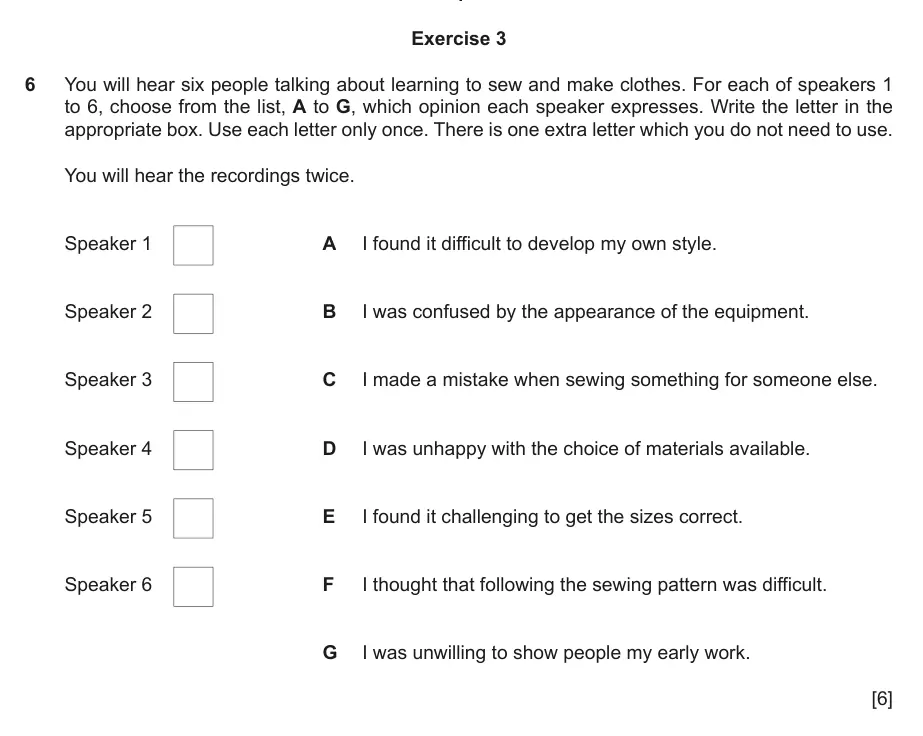 Exercise 3
6 You will hear six people talking about learning to sew and make clothes. For each of speakers 1
to 6, choose from the list, A to G, which opinion each speaker expresses. Write the letter in the
appropriate box. Use each letter only once. There is one extra letter which you do not need to use.
You will hear the recordings twice.
Speaker 1 A I found it difficult to develop my own style.
Speaker 2 B I was confused by the appearance of the equipment.
Speaker 3 C I made a mistake when sewing something for someone else.
Speaker 4 D I was unhappy with the choice of materials available.
Speaker 5 E I found it challenging to get the sizes correct.
Speaker 6 F I thought that following the sewing pattern was difficult.
G I was unwilling to show people my early work.
[6]